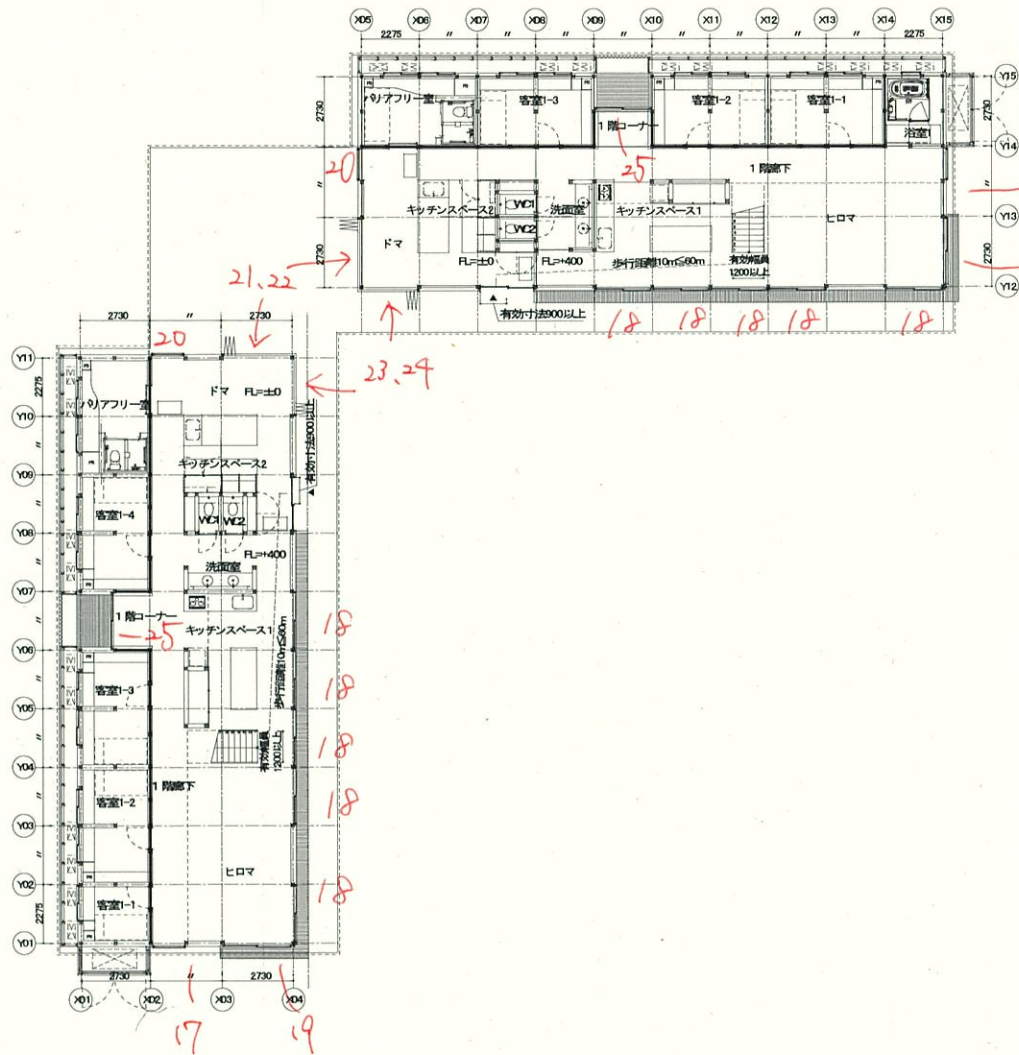 X05 X06 X07 X08 X09 X10 X11 X12 X13 X14 X15
2275 〃 〃 〃 〃 〃 〃 〃 〃 2275
Y15
バリアフリー室 PS 客室1-3 客室1-2 客室1-1 浴室1
2730 2730
1階コーナー
Y14
20 25 1階廊下
〃 〃
キッチンスペース2 WC1 洗面室 キッチンスペース1 ヒロマ
Y13
WC2
ドマ
2730 FL=±0 FL=+400 歩行距離10m≦60m 有効幅員 2730
1200以上
Y12
21、22
有効寸法900以上
18 18 18 18 18
2730 〃 2730
20
23、24
Y11
ドマ FL=±0
2275 バリアフリー室
Y10
有効寸法900以上
〃 キッチンスペース2
Y09
〃 客室1-4 WC1 WC2
Y08
FL=+400
〃 洗面室
Y07
1階コーナー
〃 25 キッチンスペース1 18
Y06
歩行距離10m≦60m
〃 客室1-3 18
Y05
〃 有効幅員 18
1200以上
Y04
1階廊下
〃 客室1-2 18
Y03
〃 ヒロマ
Y02
18
2275 客室1-1
Y01
2730 〃 2730
X01 X02 X03 X04
17 19